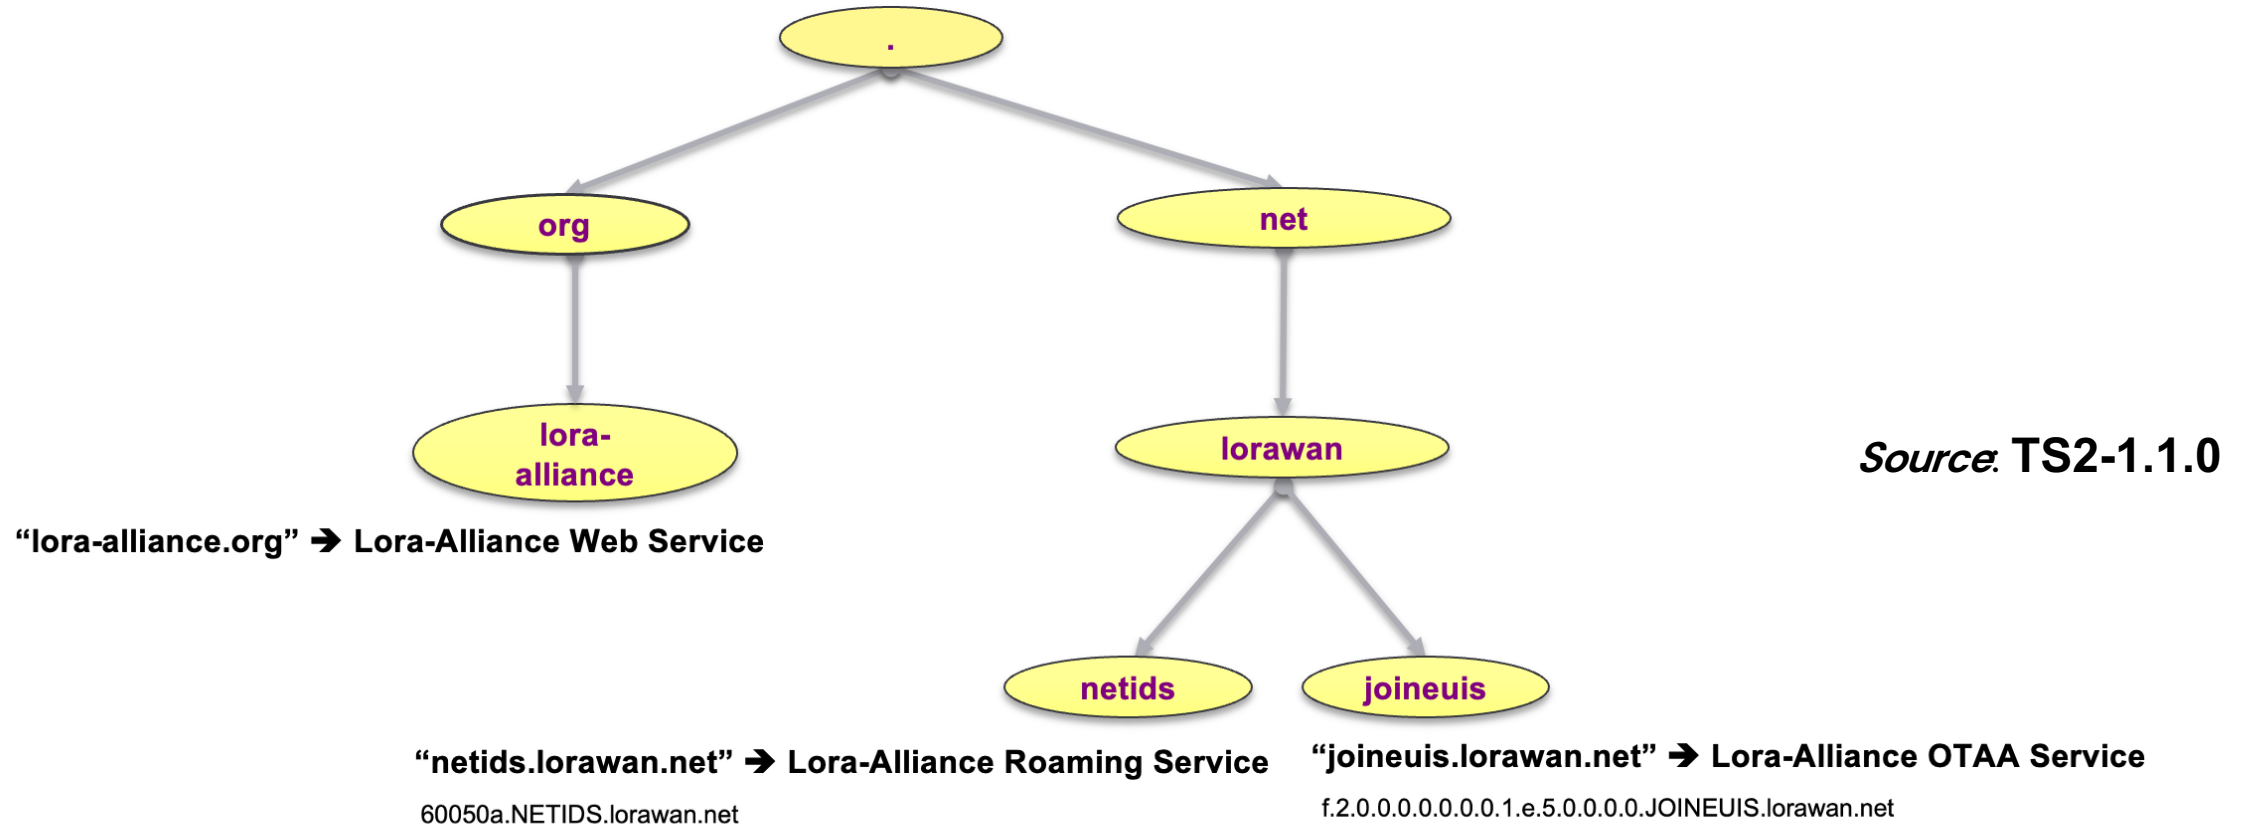 .
org
net
lora-
alliance
lorawan
Source: TS2-1.1.0
“lora-alliance.org” ➔ Lora-Alliance Web Service
netids
joineuis
“netids.lorawan.net” ➔ Lora-Alliance Roaming Service
“joineuis.lorawan.net” ➔ Lora-Alliance OTAA Service
60050a.NETIDS.lorawan.net
f.2.0.0.0.0.0.0.0.1.e.5.0.0.0.0.JOINEUIS.lorawan.net